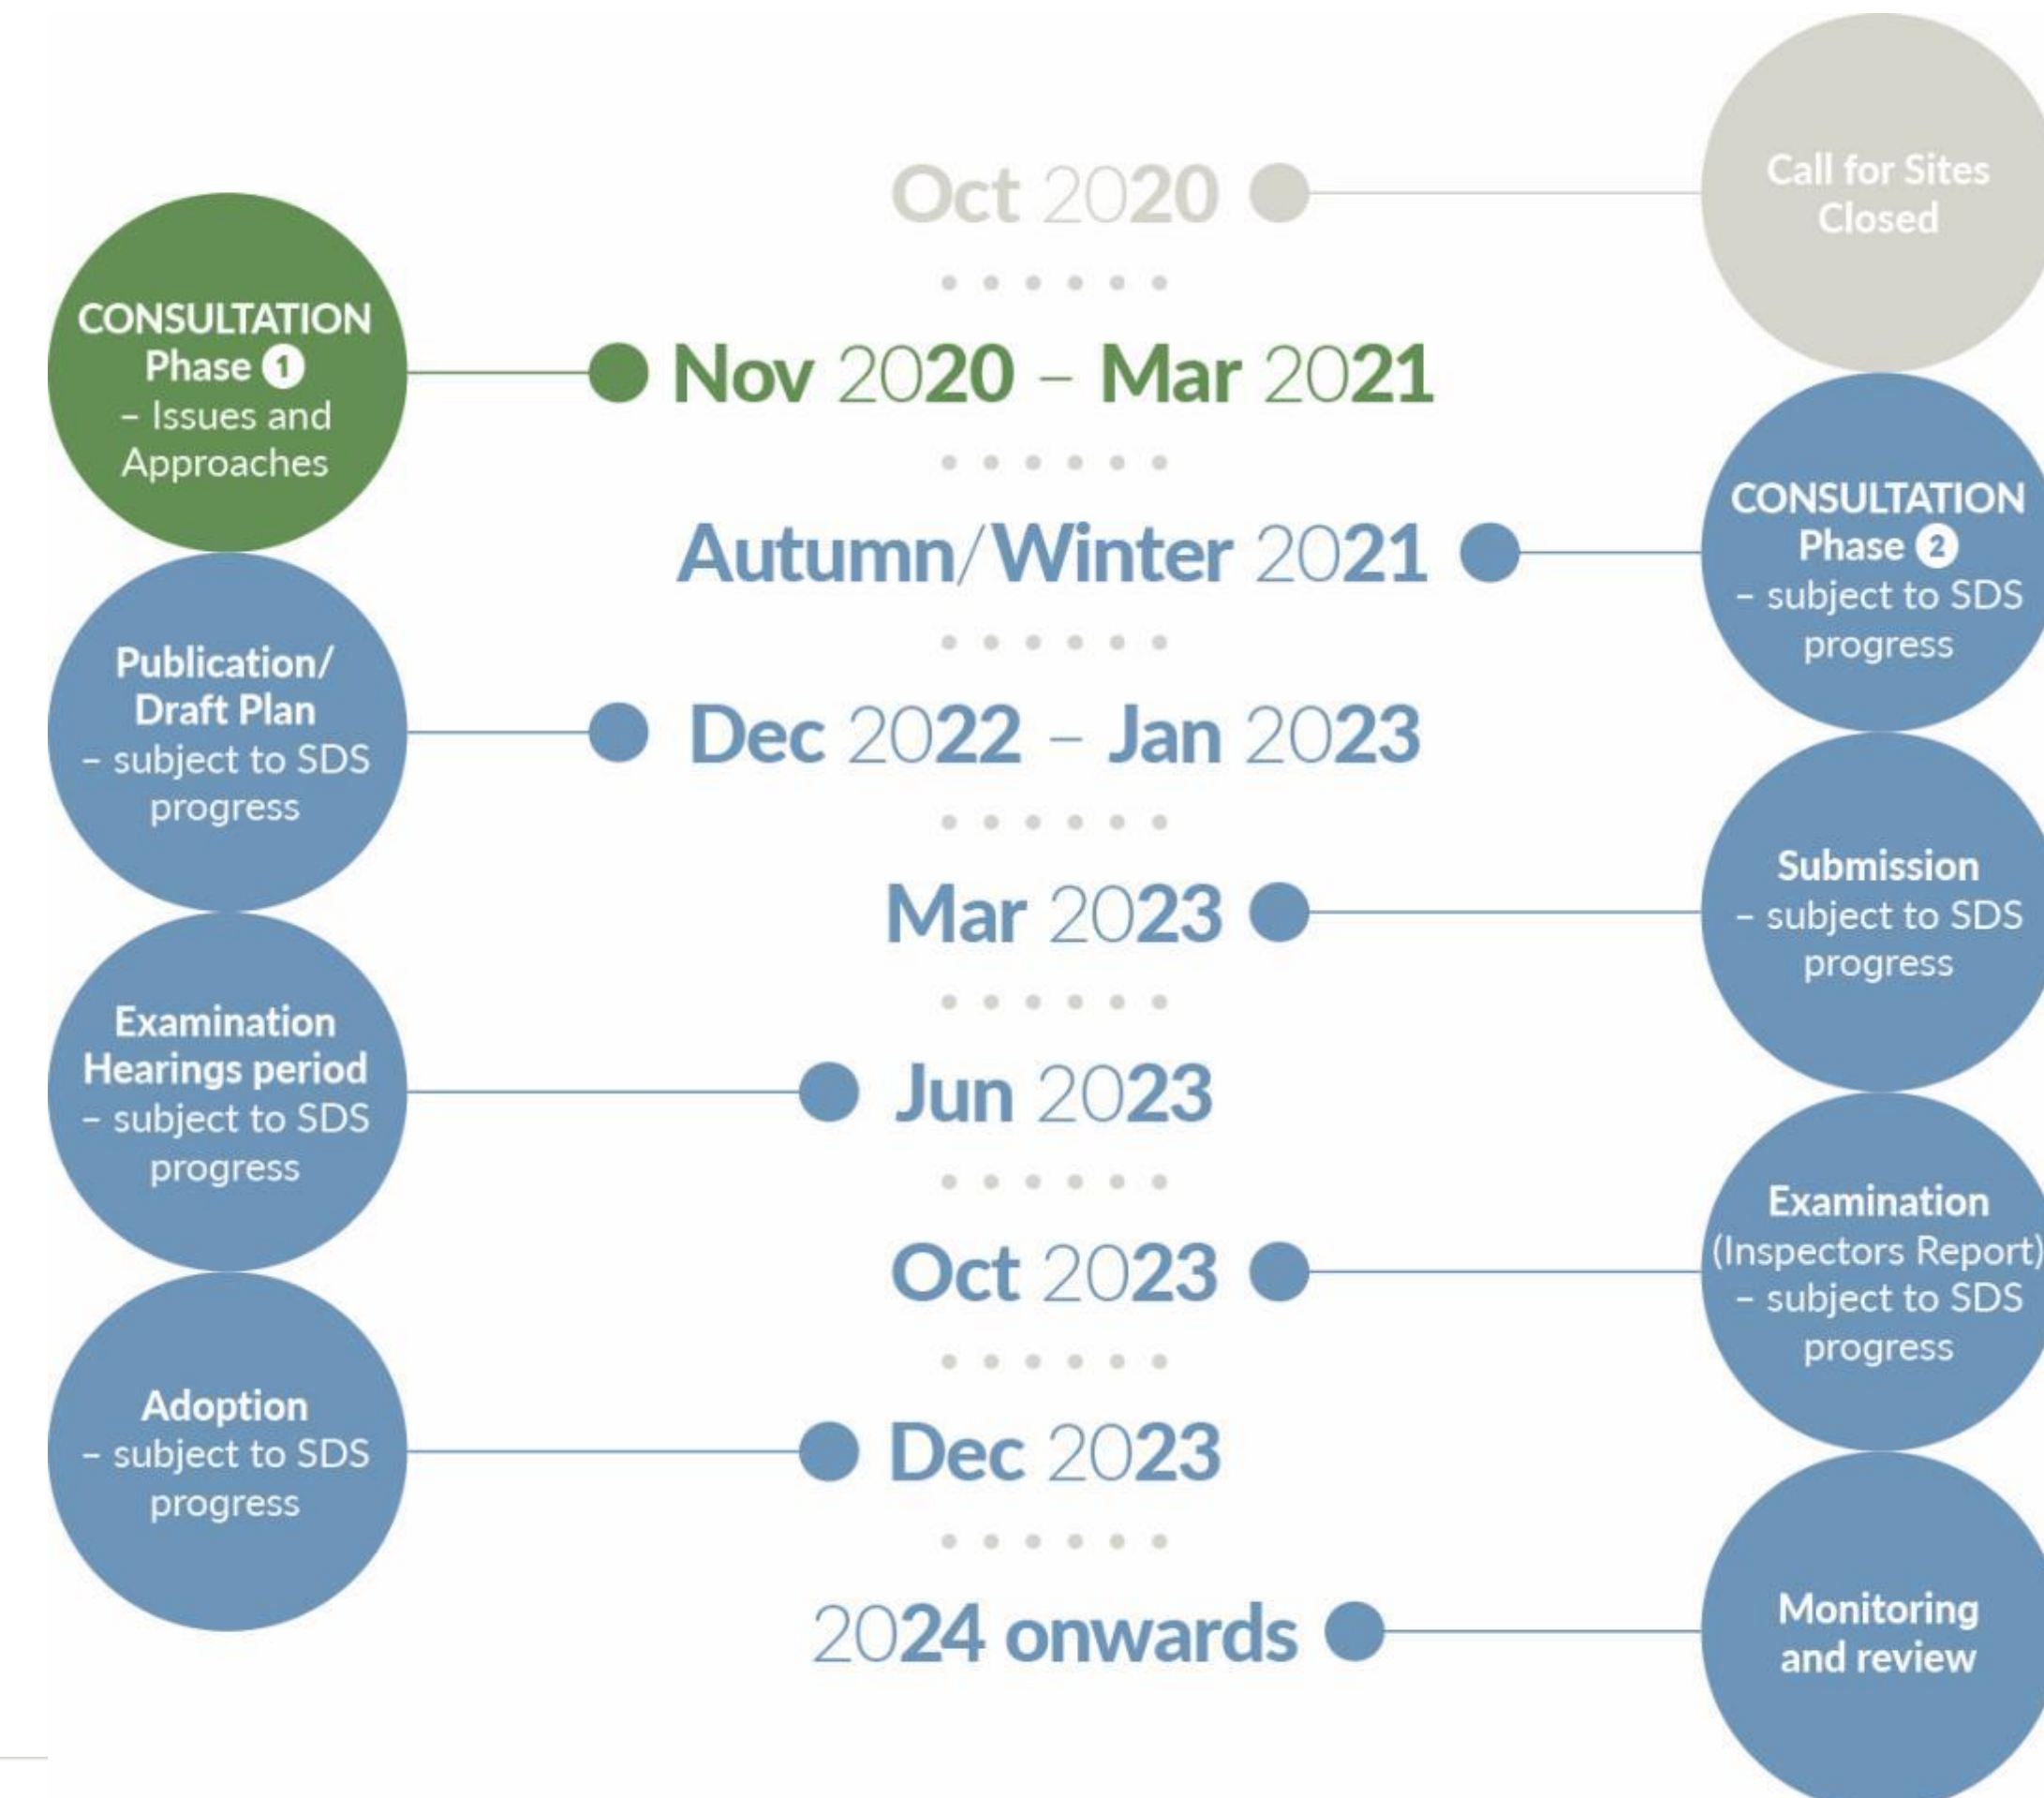 Oct 2020
Call for Sites
Closed
CONSULTATION
Phase 1
– Issues and
Approaches
Nov 2020 – Mar 2021
Autumn/Winter 2021
CONSULTATION
Phase 2
– subject to SDS
progress
Publication/
Draft Plan
– subject to SDS
progress
Dec 2022 – Jan 2023
Mar 2023
Submission
– subject to SDS
progress
Examination
Hearings period
– subject to SDS
progress
Jun 2023
Oct 2023
Examination
(Inspectors Report)
– subject to SDS
progress
Adoption
– subject to SDS
progress
Dec 2023
2024 onwards
Monitoring
and review